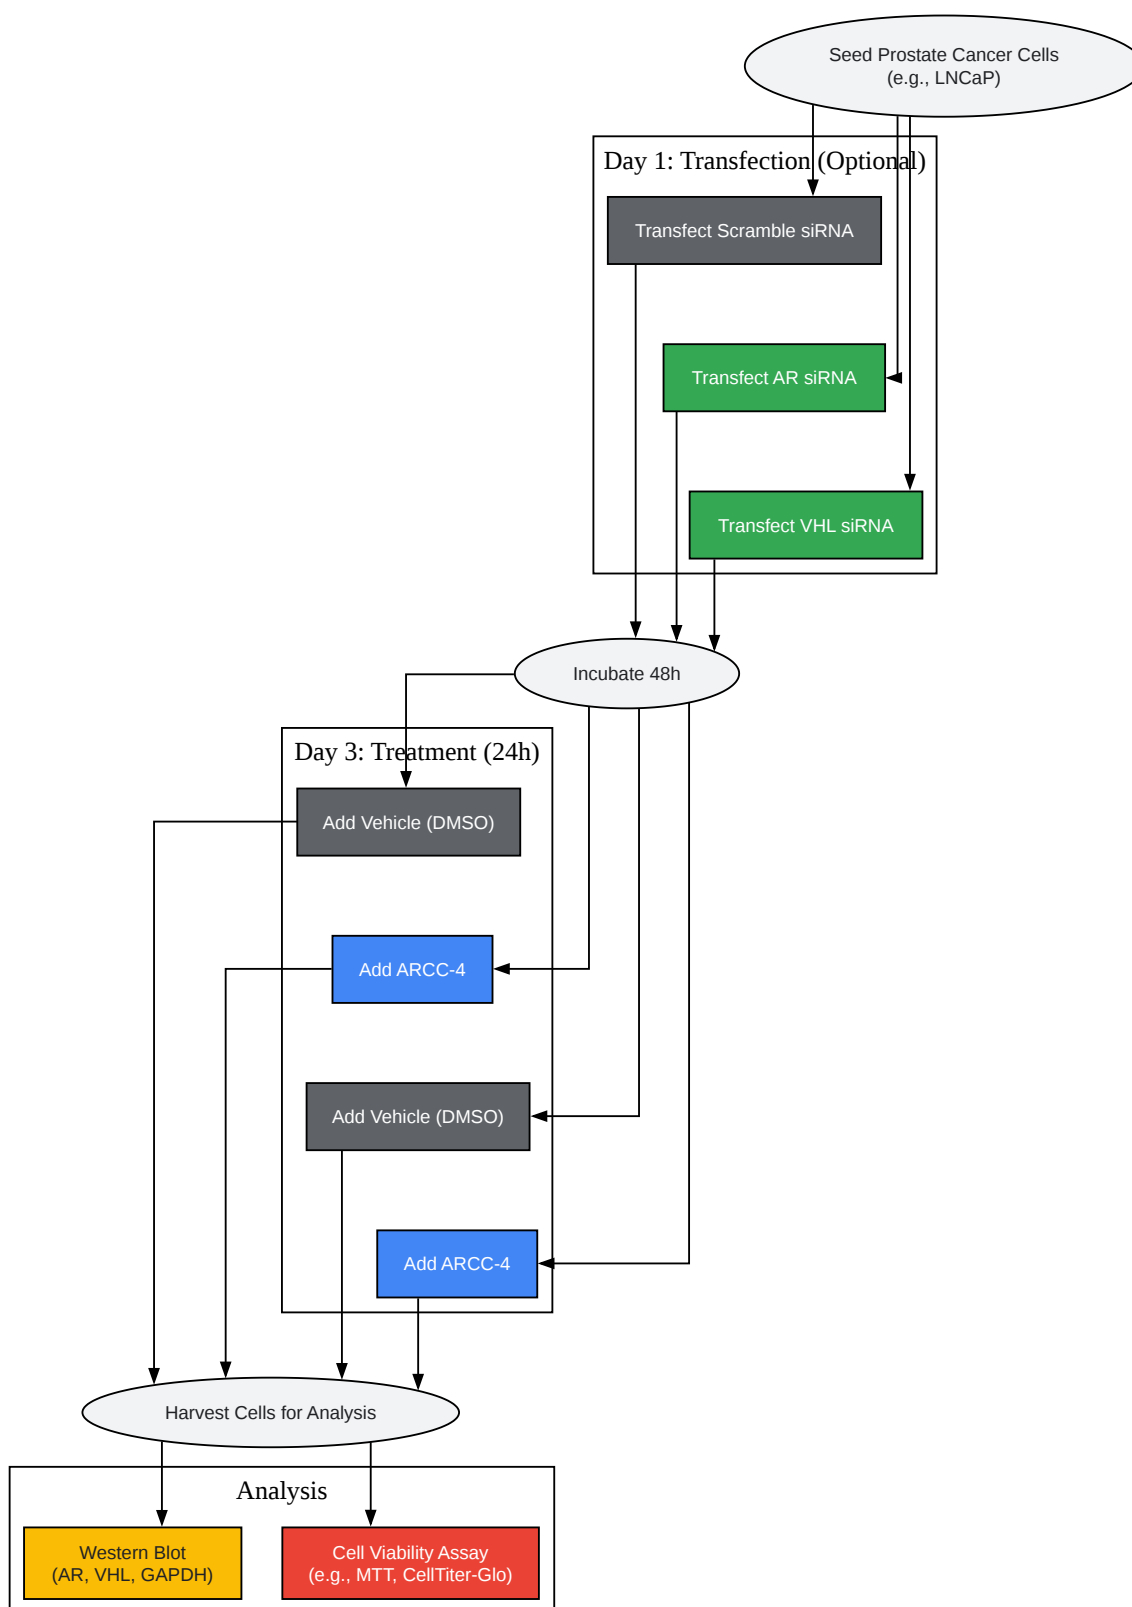 Seed Prostate Cancer Cells
(e.g., LNCaP)
Day 1: Transfection (Optional)
Transfect Scramble siRNA
Transfect AR siRNA
Transfect VHL siRNA
Incubate 48h
Day 3: Treatment (24h)
Add Vehicle (DMSO)
Add ARCC-4
Add Vehicle (DMSO)
Add ARCC-4
Harvest Cells for Analysis
Analysis
Western Blot
(AR, VHL, GAPDH)
Cell Viability Assay
(e.g., MTT, CellTiter-Glo)